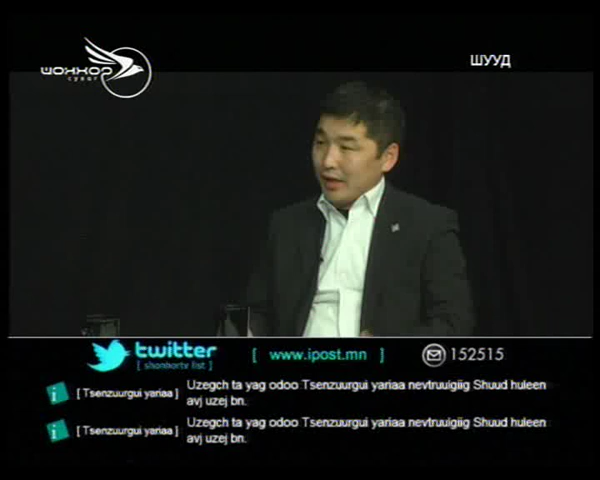 ШОНХОР
суваг
ШУУД
twitter
[ shonhortv list ]
[ www.ipost.mn ]
152515
[ Tsenzuurgui yariaa ] Uzegch ta yag odoo Tsenzuurgui yariaa nevtruulgiig Shuud huleen
avj uzej bn.
[ Tsenzuurgui yariaa ] Uzegch ta yag odoo Tsenzuurgui yariaa nevtruulgiig Shuud huleen
avj uzej bn.